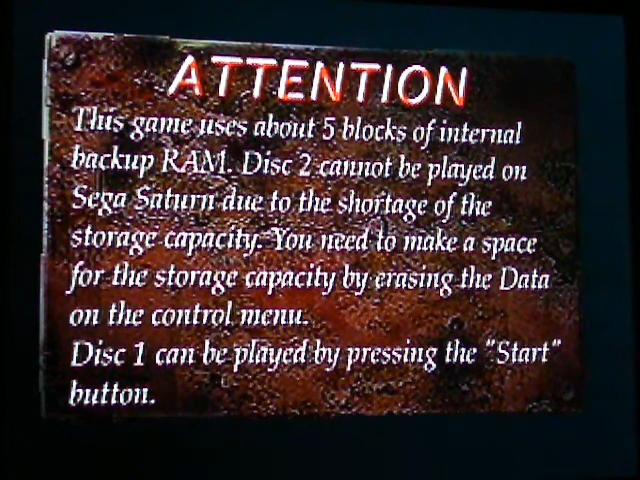 ATTENTION
This game uses about 5 blocks of internal
backup RAM. Disc 2 cannot be played on
Sega Saturn due to the shortage of the
storage capacity. You need to make a space
for the storage capacity by erasing the Data
on the control menu.
Disc 1 can be played by pressing the "Start"
button.